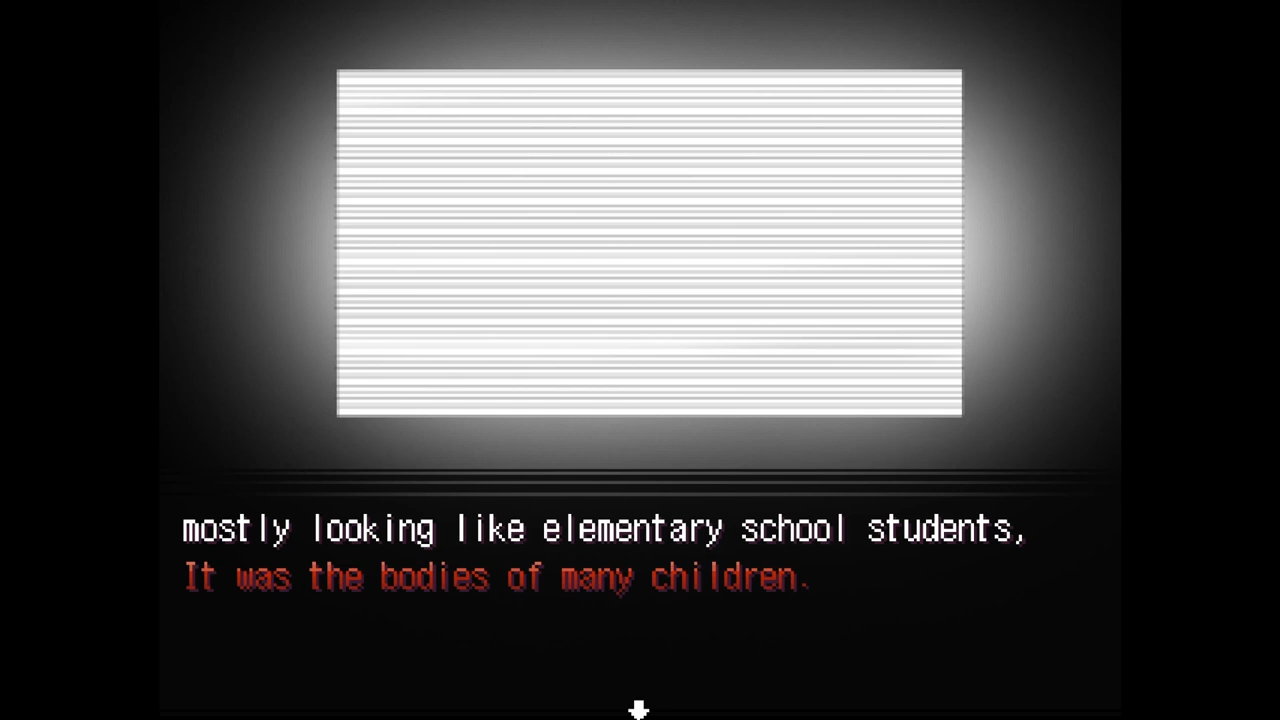 mostly looking like elementary school students,
It was the bodies of many children.